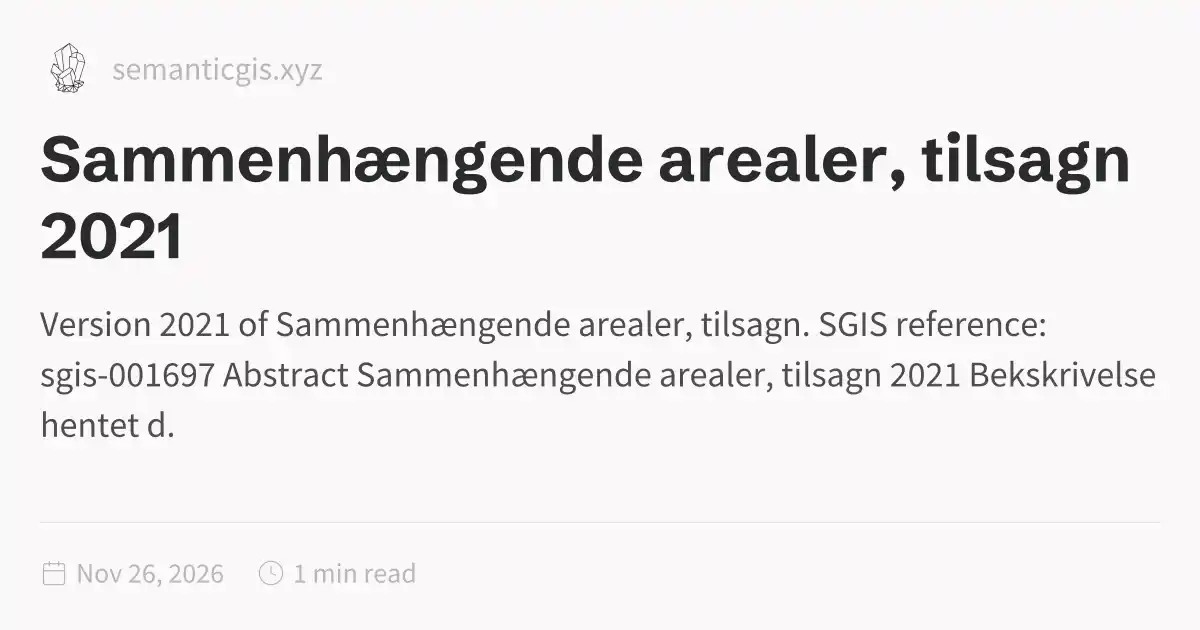 semanticgis.xyz
Sammenhængende arealer, tilsagn
2021
Version 2021 of Sammenhængende arealer, tilsagn. SGIS reference:
sgis-001697 Abstract Sammenhængende arealer, tilsagn 2021 Bekskrivelse
hentet d.
Nov 26, 2026 1 min read